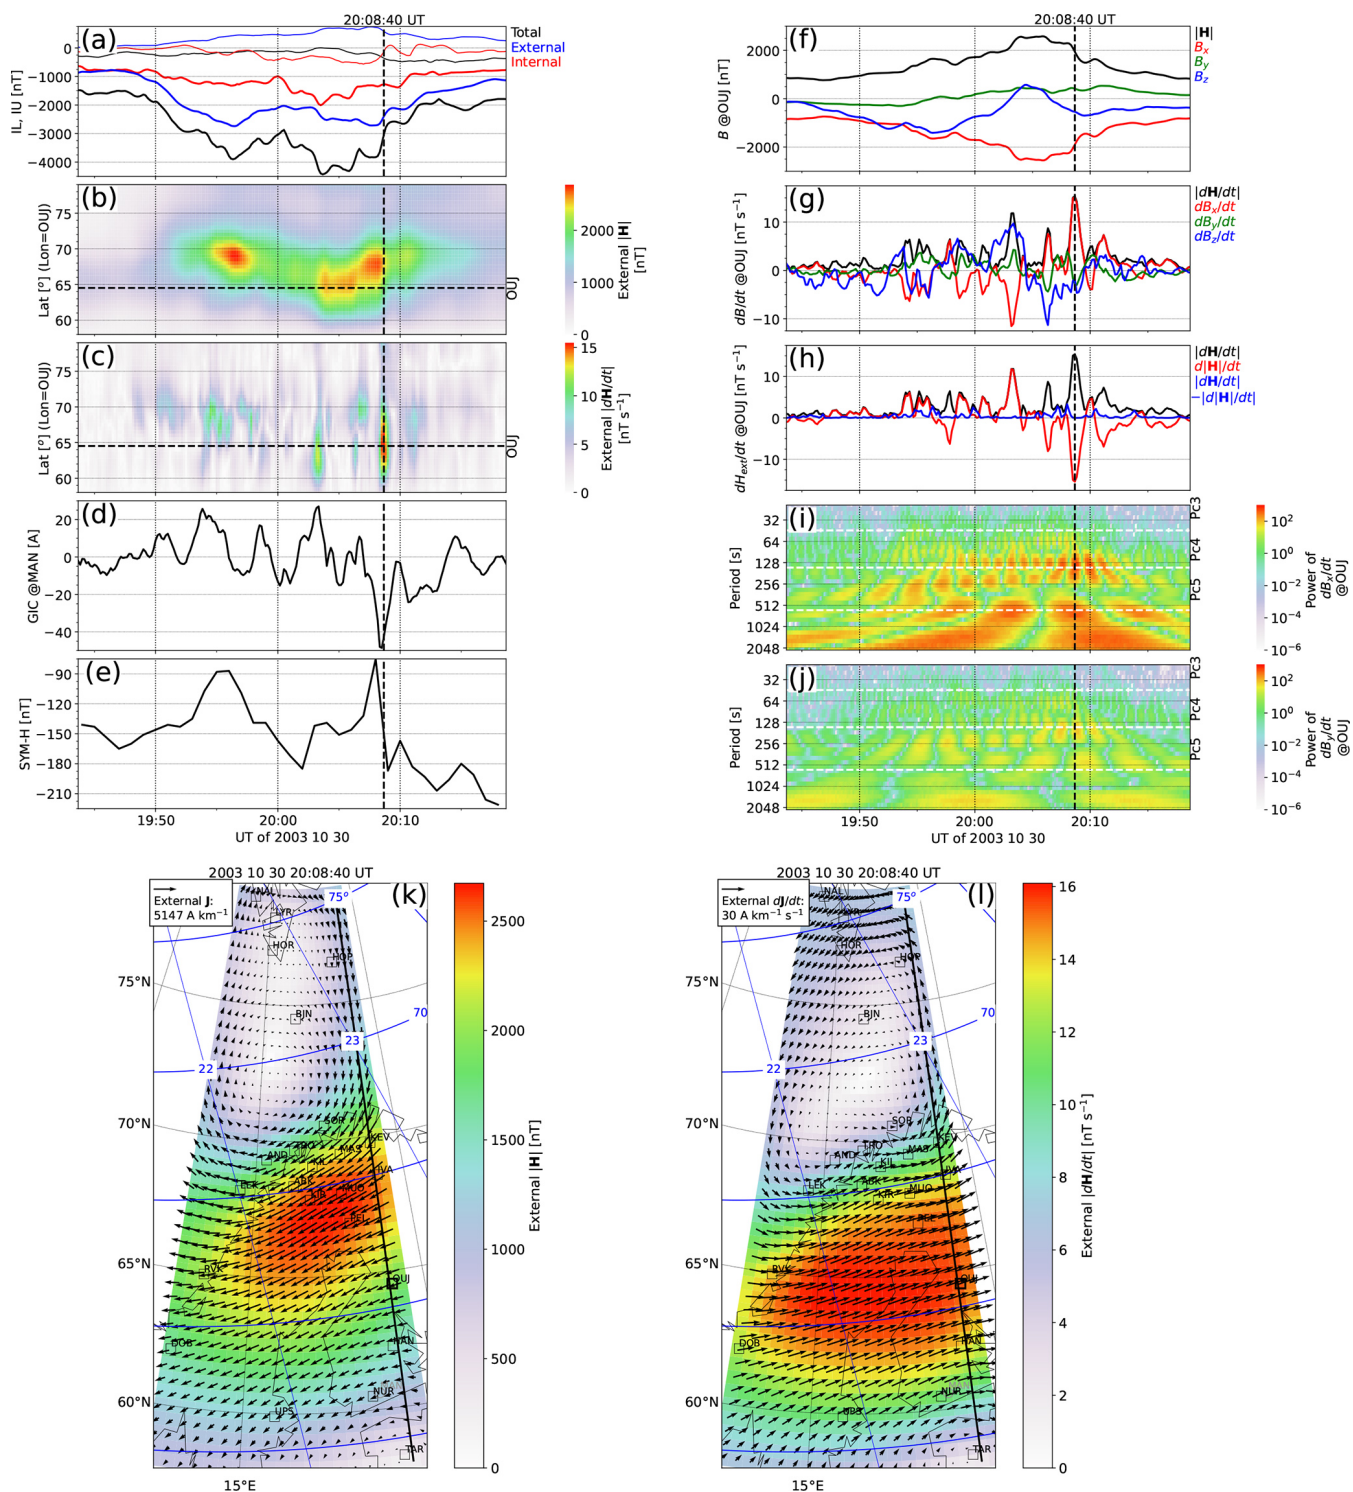 20:08:40 UT
(a)
Total
External
Internal
IL, IU [nT]
0
−1000
−2000
−3000
−4000
(b)
Lat [°] (Lon=OUJ)
75
70
65
60
OUJ
2000
1000
0
External |H|
[nT]
(c)
Lat [°] (Lon=OUJ)
75
70
65
60
OUJ
15
10
5
0
External |dH/dt|
[nT s⁻¹]
(d)
GIC @MAN [A]
20
0
−20
−40
(e)
SYM-H [nT]
−90
−120
−150
−180
−210
19:50
20:00
20:10
UT of 2003 10 30
20:08:40 UT
(f)
|H|
Bx
By
Bz
B @OUJ [nT]
2000
0
−2000
(g)
|dH/dt|
dBx/dt
dBy/dt
dBz/dt
dB/dt @OUJ [nT s⁻¹]
10
0
−10
(h)
|dH/dt|
d|H|/dt
|dH/dt|
−|d|H|/dt|
dHext/dt @OUJ [nT s⁻¹]
10
0
−10
(i)
Period [s]
32
64
128
256
512
1024
2048
Pc3
Pc4
Pc5
10²
10⁰
10⁻²
10⁻⁴
10⁻⁶
Power of
dBx/dt
@OUJ
(j)
Period [s]
32
64
128
256
512
1024
2048
Pc3
Pc4
Pc5
10²
10⁰
10⁻²
10⁻⁴
10⁻⁶
Power of
dBy/dt
@OUJ
19:50
20:00
20:10
UT of 2003 10 30
2003 10 30 20:08:40 UT
(k)
External J:
5147 A km⁻¹
NAL
75°
LYR
HOR
HOP
75°N
BJN
70
23
22
70°N
SOR
KEV
TRO
MAS
AND
KIL
IVA
LEK
ABK
MUO
KIR
PEL
65°N
RVK
OUJ
DOB
HAN
60°N
NUR
UPS
TAR
15°E
2500
2000
1500
1000
500
0
External |H| [nT]
2003 10 30 20:08:40 UT
(l)
External dJ/dt:
30 A km⁻¹ s⁻¹
NAL
75°
LYR
HOR
HOP
75°N
BJN
70
23
22
70°N
SOR
KEV
TRO
MAS
AND
KIL
IVA
LEK
ABK
MUO
KIR
PEL
65°N
RVK
OUJ
DOB
HAN
60°N
NUR
UPS
TAR
15°E
16
14
12
10
8
6
4
2
0
External |dH/dt| [nT s⁻¹]